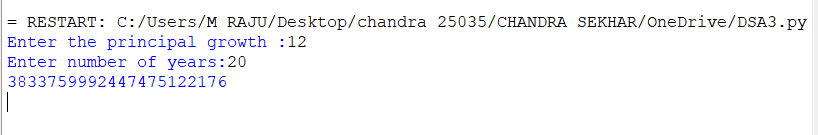 = RESTART: C:/Users/M RAJU/Desktop/chandra 25035/CHANDRA SEKHAR/OneDrive/DSA3.py
Enter the principal growth :12
Enter number of years:20
3833759992447475122176